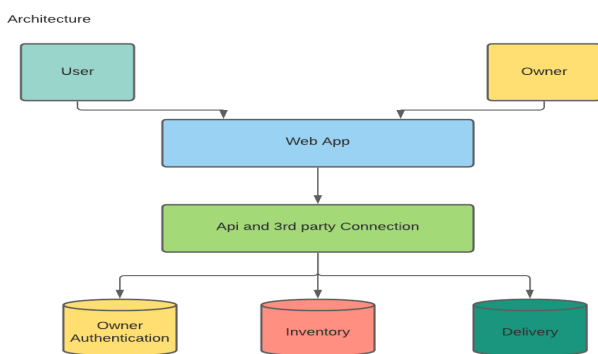 Architecture
User
Owner
Web App
Api and 3rd party Connection
Owner
Authentication
Inventory
Delivery